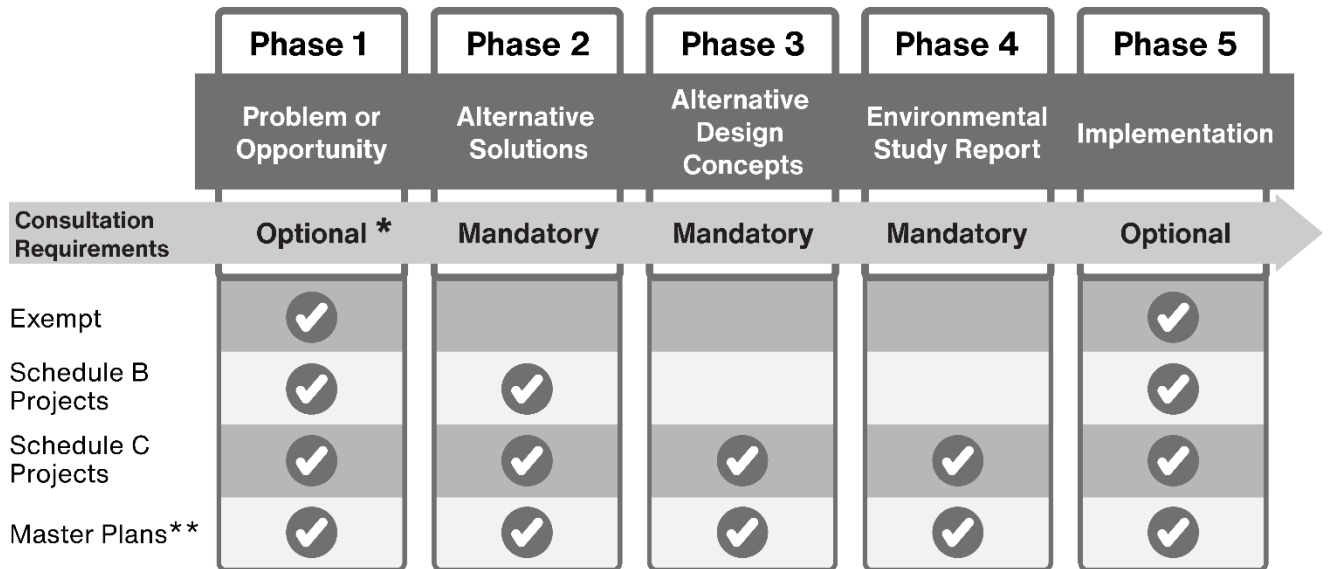 Phase 1
Phase 2
Phase 3
Phase 4
Phase 5
Problem or
Opportunity
Alternative
Solutions
Alternative
Design
Concepts
Environmental
Study Report
Implementation
Consultation
Requirements
Optional *
Mandatory
Mandatory
Mandatory
Optional
Exempt
Schedule B
Projects
Schedule C
Projects
Master Plans**